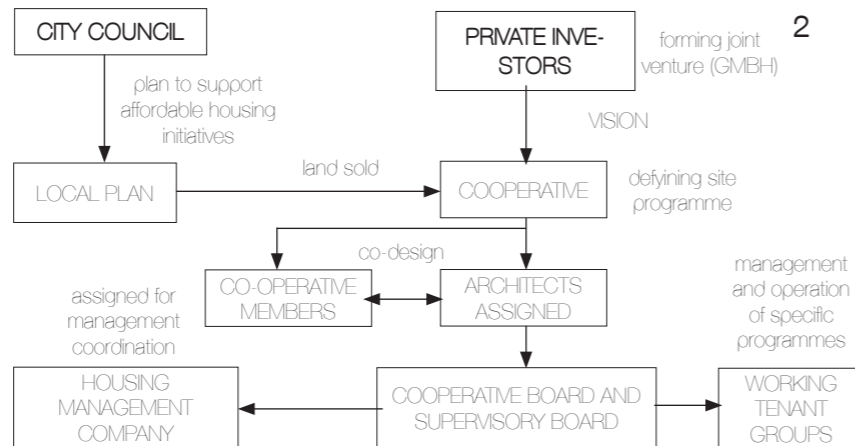 CITY COUNCIL
PRIVATE INVE-
STORS
forming joint
venture (GMBH)
2
plan to support
affordable housing
initiatives
VISION
LOCAL PLAN
land sold
COOPERATIVE
defyining site
programme
co-design
CO-OPERATIVE
MEMBERS
ARCHITECTS
ASSIGNED
management
and operation
of specific
programmes
assigned for
management
coordination
HOUSING
MANAGEMENT
COMPANY
COOPERATIVE BOARD AND
SUPERVISORY BOARD
WORKING
TENANT
GROUPS